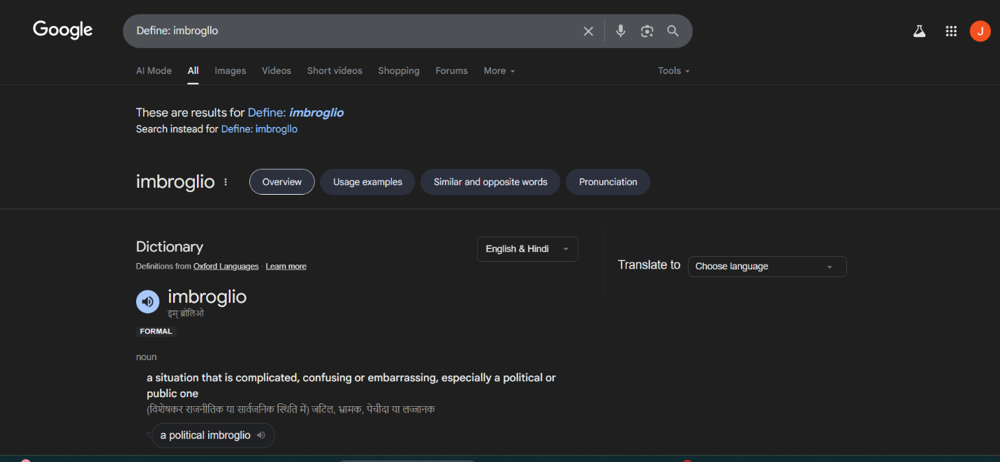 Google
Define: imbrogllo
J
AI Mode All Images Videos Short videos Shopping Forums More Tools
These are results for Define: imbroglio
Search instead for Define: imbrogllo
imbroglio Overview Usage examples Similar and opposite words Pronunciation
Dictionary
English & Hindi
Definitions from Oxford Languages · Learn more
Translate to Choose language
imbroglio
इम्ˈब्रोलिओ
FORMAL
noun
a situation that is complicated, confusing or embarrassing, especially a political or
public one
(विशेषकर राजनीतिक या सार्वजनिक स्थिति में) जटिल, भ्रामक, पेचीदा या लज्जानक
a political imbroglio